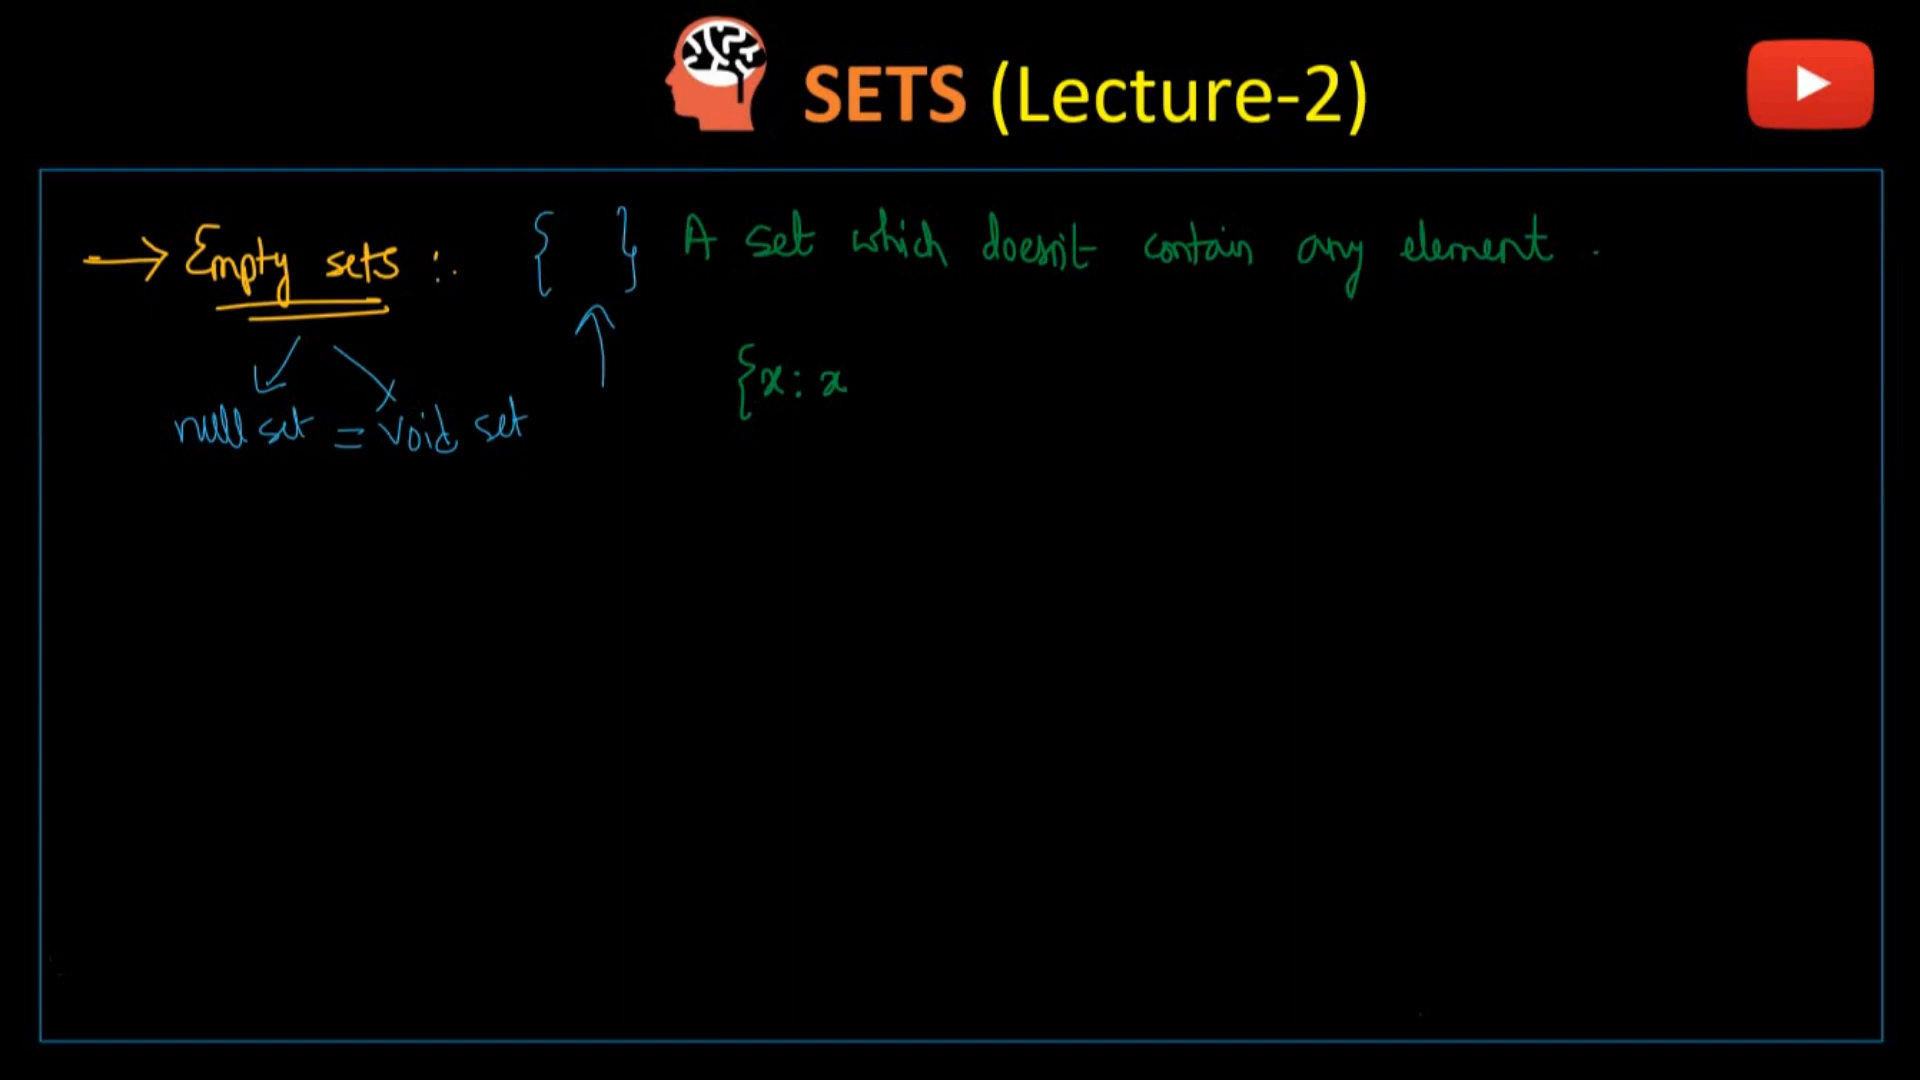 SETS (Lecture-2)
→ Empty sets :. { } A set which doesn't contain any element .
{x : x
null set = void set